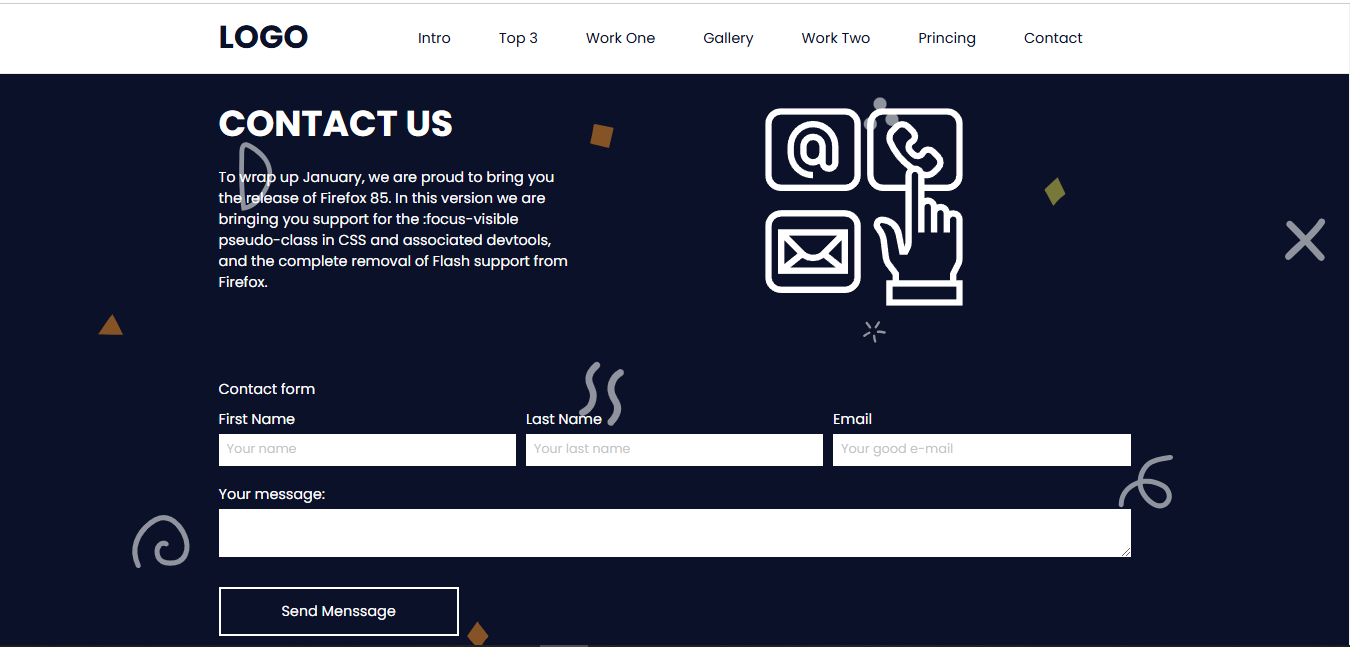 LOGO
Intro
Top 3
Work One
Gallery
Work Two
Princing
Contact
CONTACT US
To wrap up January, we are proud to bring you
the release of Firefox 85. In this version we are
bringing you support for the :focus-visible
pseudo-class in CSS and associated devtools,
and the complete removal of Flash support from
Firefox.
@
Contact form
First Name
Last Name
Email
Your name
Your last name
Your good e-mail
Your message:
Send Menssage